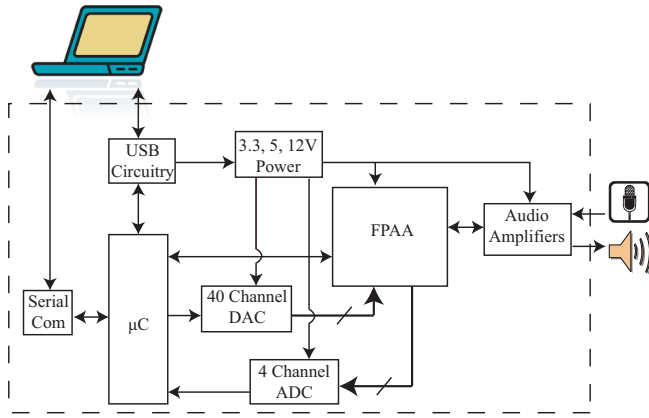 3.3, 5, 12V
Power
USB
Circuitry
FPAA
Audio
Amplifiers
Serial
Com
μC
40 Channel
DAC
4 Channel
ADC